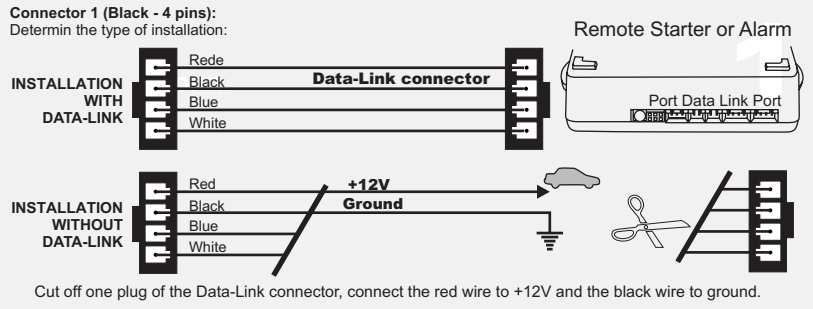 Connector 1 (Black - 4 pins):
Determin the type of installation:
Remote Starter or Alarm
1
Rede
Black
Data-Link connector
Blue
White
INSTALLATION
WITH
DATA-LINK
Port Data Link Port
Red
+12V
Black
Ground
Blue
White
INSTALLATION
WITHOUT
DATA-LINK
Cut off one plug of the Data-Link connector, connect the red wire to +12V and the black wire to ground.